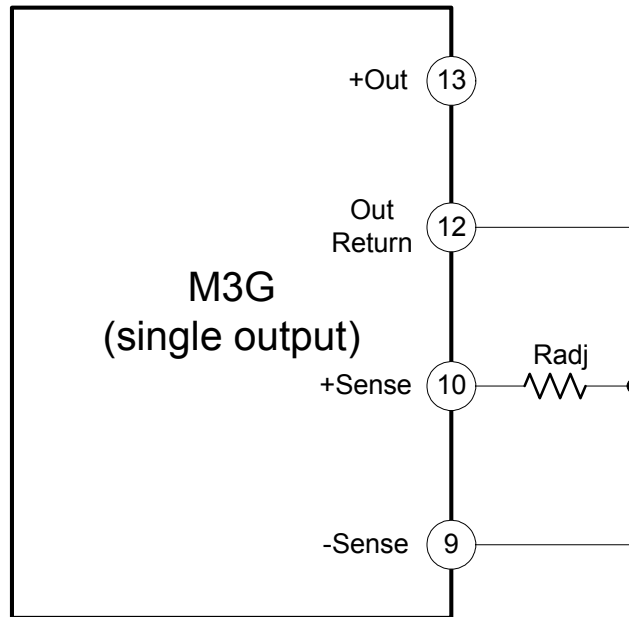 +Out 13
Out
Return 12
M3G
(single output)
Radj
+Sense 10
-Sense 9